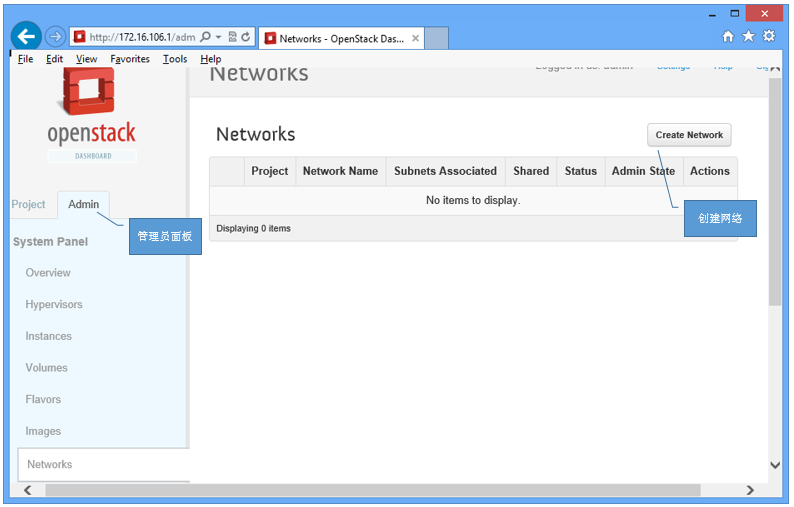 http://172.16.106.1/adm
Networks - OpenStack Das...
File Edit View Favorites Tools Help
Networks
Logged in as: admin Settings Help
openstack
DASHBOARD
Project Admin
管理员面板
System Panel
Overview
Hypervisors
Instances
Volumes
Flavors
Images
Networks
Networks
Create Network
创建网络
Project Network Name Subnets Associated Shared Status Admin State Actions
No items to display.
Displaying 0 items